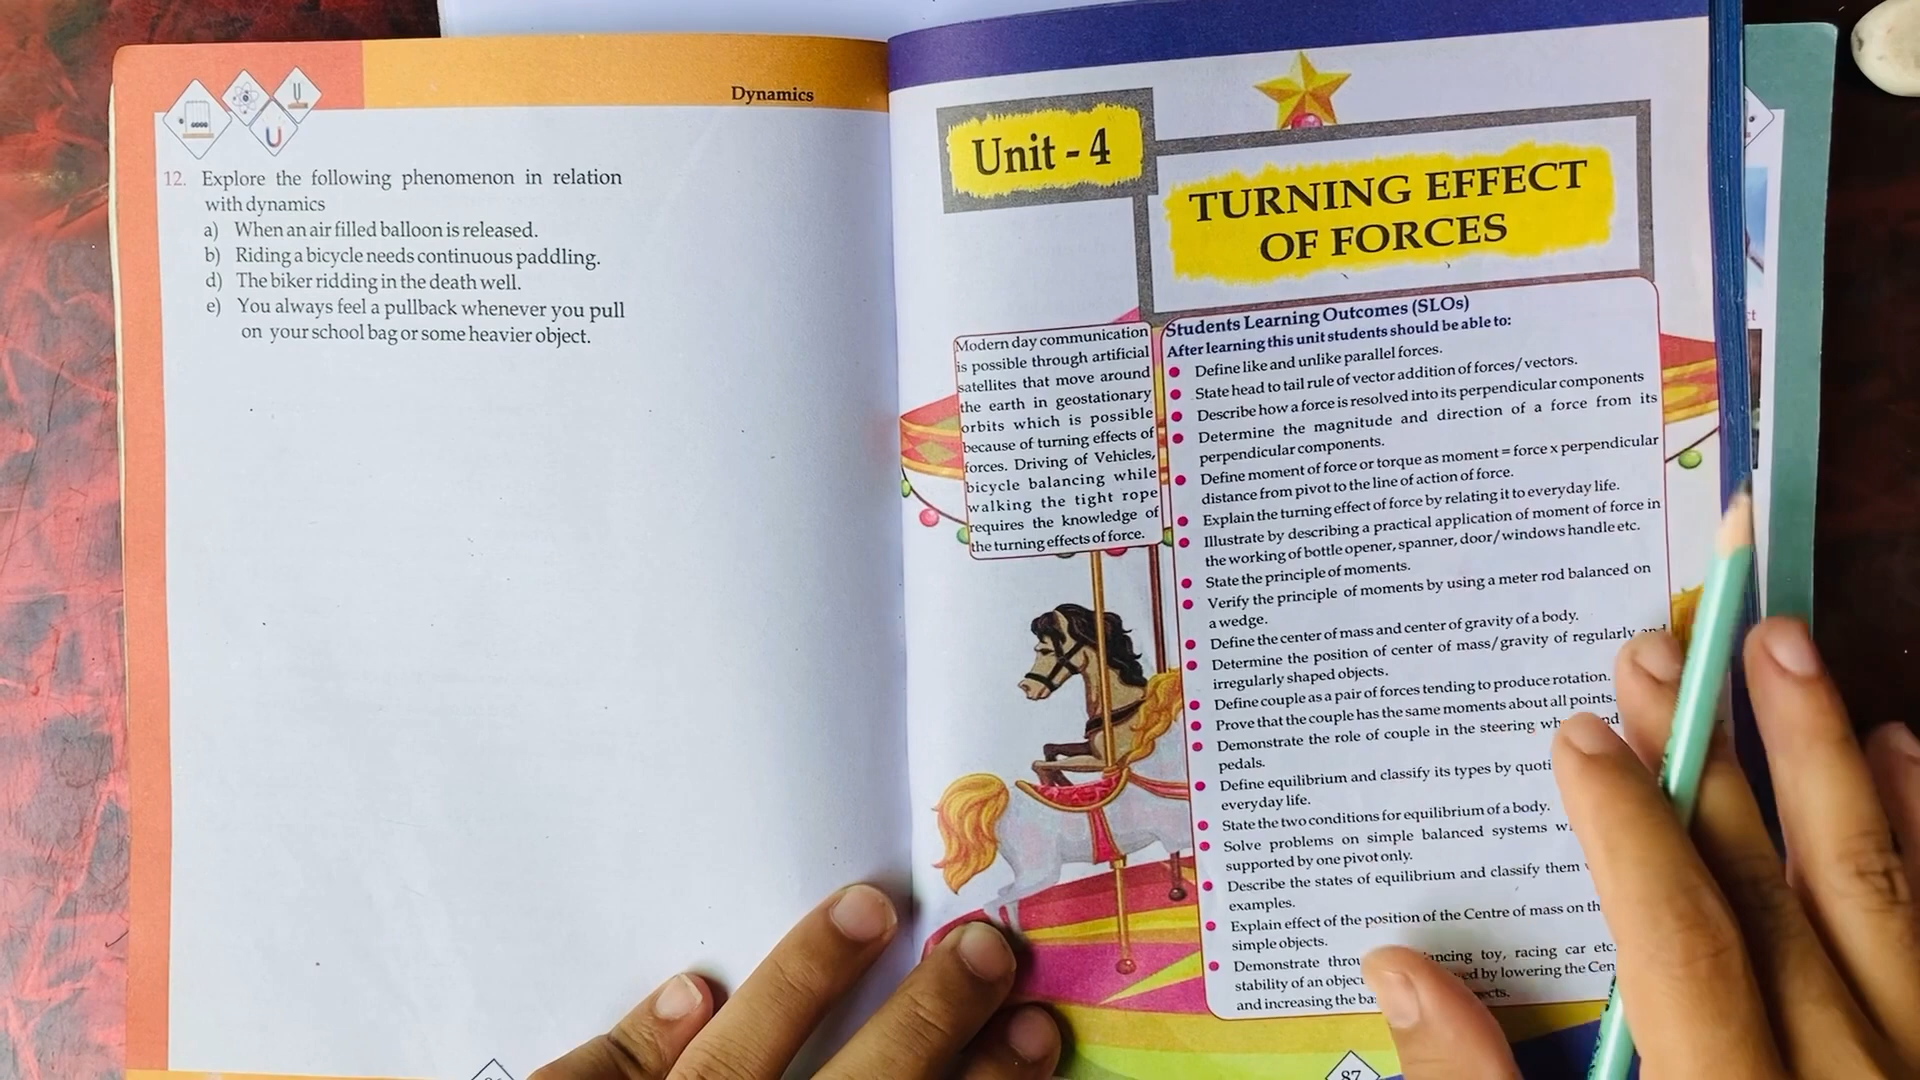 Dynamics
12. Explore the following phenomenon in relation
with dynamics
a) When an air filled balloon is released.
b) Riding a bicycle needs continuous paddling.
d) The biker ridding in the death well.
e) You always feel a pullback whenever you pull
on your school bag or some heavier object.
Unit - 4
TURNING EFFECT
OF FORCES
Modern day communication
is possible through artificial
satellites that move around
the earth in geostationary
orbits which is possible
because of turning effects of
forces. Driving of Vehicles,
bicycle balancing while
walking the tight rope
requires the knowledge of
the turning effects of force.
Students Learning Outcomes (SLOs)
After learning this unit students should be able to:
Define like and unlike parallel forces.
State head to tail rule of vector addition of forces/vectors.
Describe how a force is resolved into its perpendicular components
Determine the magnitude and direction of a force from its
perpendicular components.
Define moment of force or torque as moment = force x perpendicular
distance from pivot to the line of action of force.
Explain the turning effect of force by relating it to everyday life.
Illustrate by describing a practical application of moment of force in
the working of bottle opener, spanner, door/windows handle etc.
State the principle of moments.
Verify the principle of moments by using a meter rod balanced on
a wedge.
Define the center of mass and center of gravity of a body.
Determine the position of center of mass/gravity of regularly and
irregularly shaped objects.
Define couple as a pair of forces tending to produce rotation.
Prove that the couple has the same moments about all points.
Demonstrate the role of couple in the steering
pedals.
Define equilibrium and classify its types by
everyday life.
State the two conditions for equilibrium of a body.
Solve problems on simple balanced systems
supported by one pivot only.
Describe the states of equilibrium and classify them
examples.
Explain effect of the position of the Centre of mass on
simple objects.
Demonstrate toy, racing car etc.
stability of an by lowering the
and increasing the
87